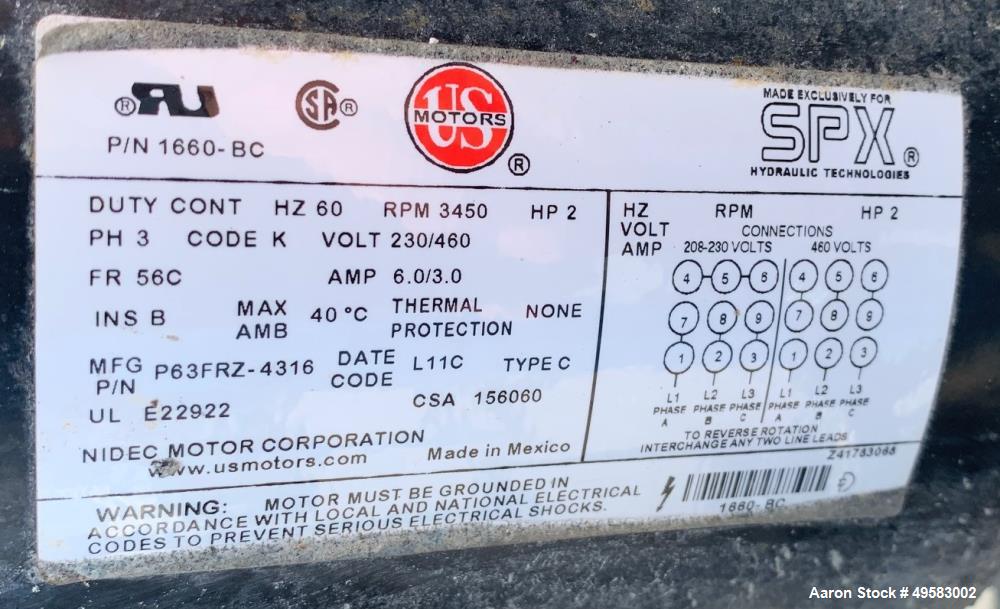 ® RU
SA ®
US
MOTORS ®
MADE EXCLUSIVELY FOR
SPX ®
HYDRAULIC TECHNOLOGIES
P/N 1660-BC
DUTY CONT HZ 60 RPM 3450 HP 2
PH 3 CODE K VOLT 230/460
FR 56C AMP 6.0/3.0
INS B MAX AMB 40 °C THERMAL PROTECTION NONE
MFG P/N P63FRZ-4316 DATE CODE L11C TYPE C
UL E22922 CSA 156060
NIDEC MOTOR CORPORATION
www.usmotors.com Made in Mexico
HZ RPM HP 2
VOLT CONNECTIONS
AMP 208-230 VOLTS 460 VOLTS
4 5 6 4 5 6
7 8 9 7 8 9
1 2 3 1 2 3
L1 L2 L3 L1 L2 L3
PHASE PHASE PHASE PHASE PHASE PHASE
A B C A B C
TO REVERSE ROTATION
INTERCHANGE ANY TWO LINE LEADS
Z41783068
WARNING: MOTOR MUST BE GROUNDED IN
ACCORDANCE WITH LOCAL AND NATIONAL ELECTRICAL
CODES TO PREVENT SERIOUS ELECTRICAL SHOCKS.
1660-BC
Aaron Stock # 49583002